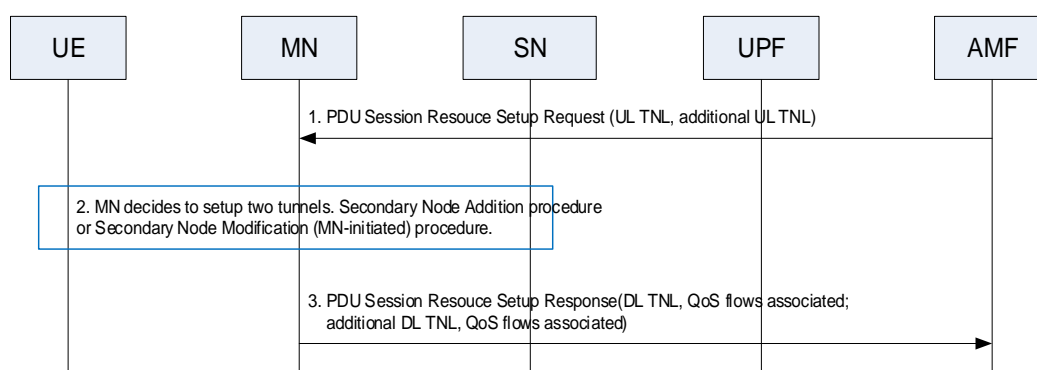 UE
MN
SN
UPF
AMF
1. PDU Session Resouce Setup Request (UL TNL, additional UL TNL)
2. MN decides to setup two tunnels. Secondary Node Addition procedure
or Secondary Node Modification (MN-initiated) procedure.
3. PDU Session Resouce Setup Response(DL TNL, QoS flows associated;
additional DL TNL, QoS flows associated)